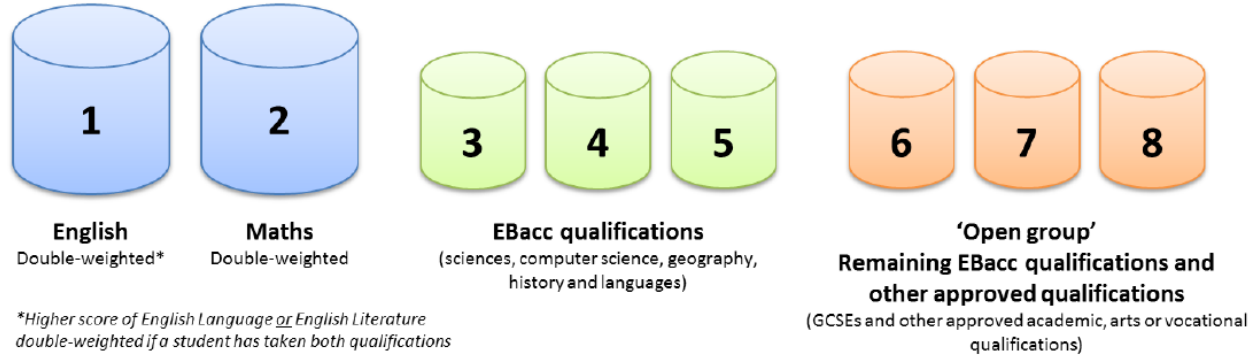 1
2
3
4
5
6
7
8
English
Double-weighted*
Maths
Double-weighted
EBacc qualifications
(sciences, computer science, geography,
history and languages)
‘Open group’
Remaining EBacc qualifications and
other approved qualifications
(GCSEs and other approved academic, arts or vocational
qualifications)
*Higher score of English Language or English Literature
double-weighted if a student has taken both qualifications